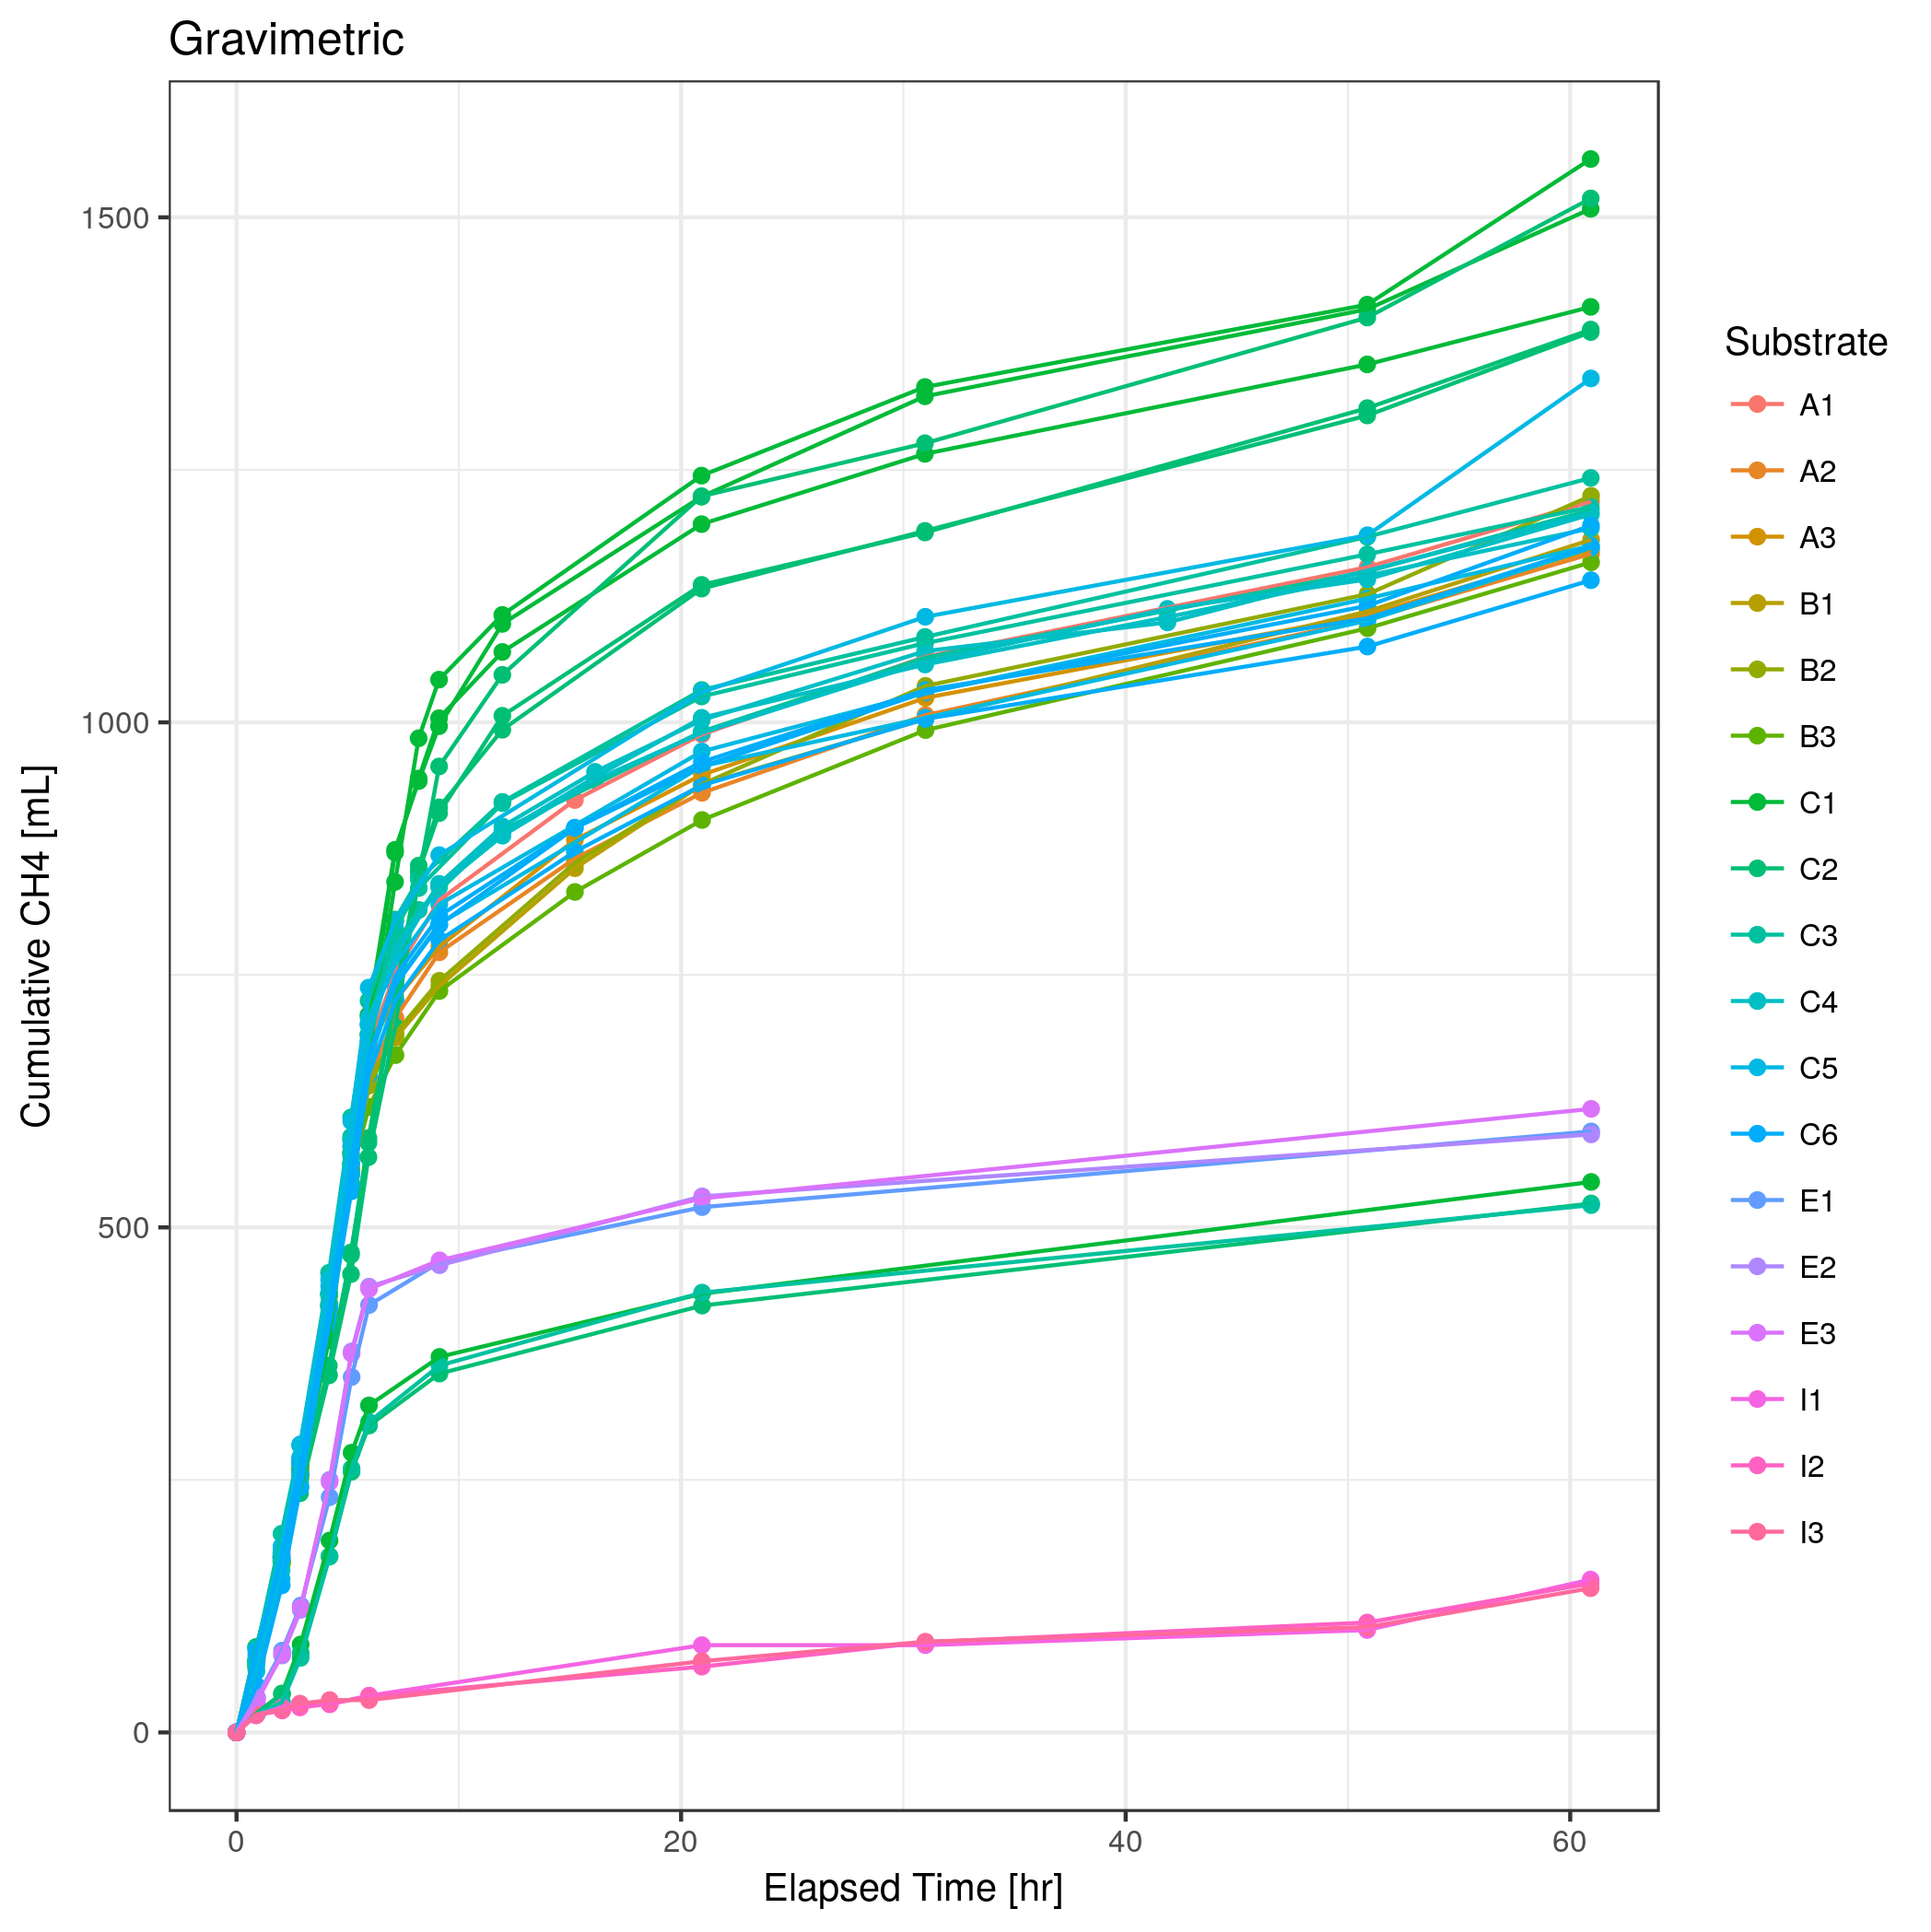 Gravimetric
Cumulative CH4 [mL]
1500
1000
500
0
0
20
40
60
Elapsed Time [hr]
Substrate
A1
A2
A3
B1
B2
B3
C1
C2
C3
C4
C5
C6
E1
E2
E3
I1
I2
I3